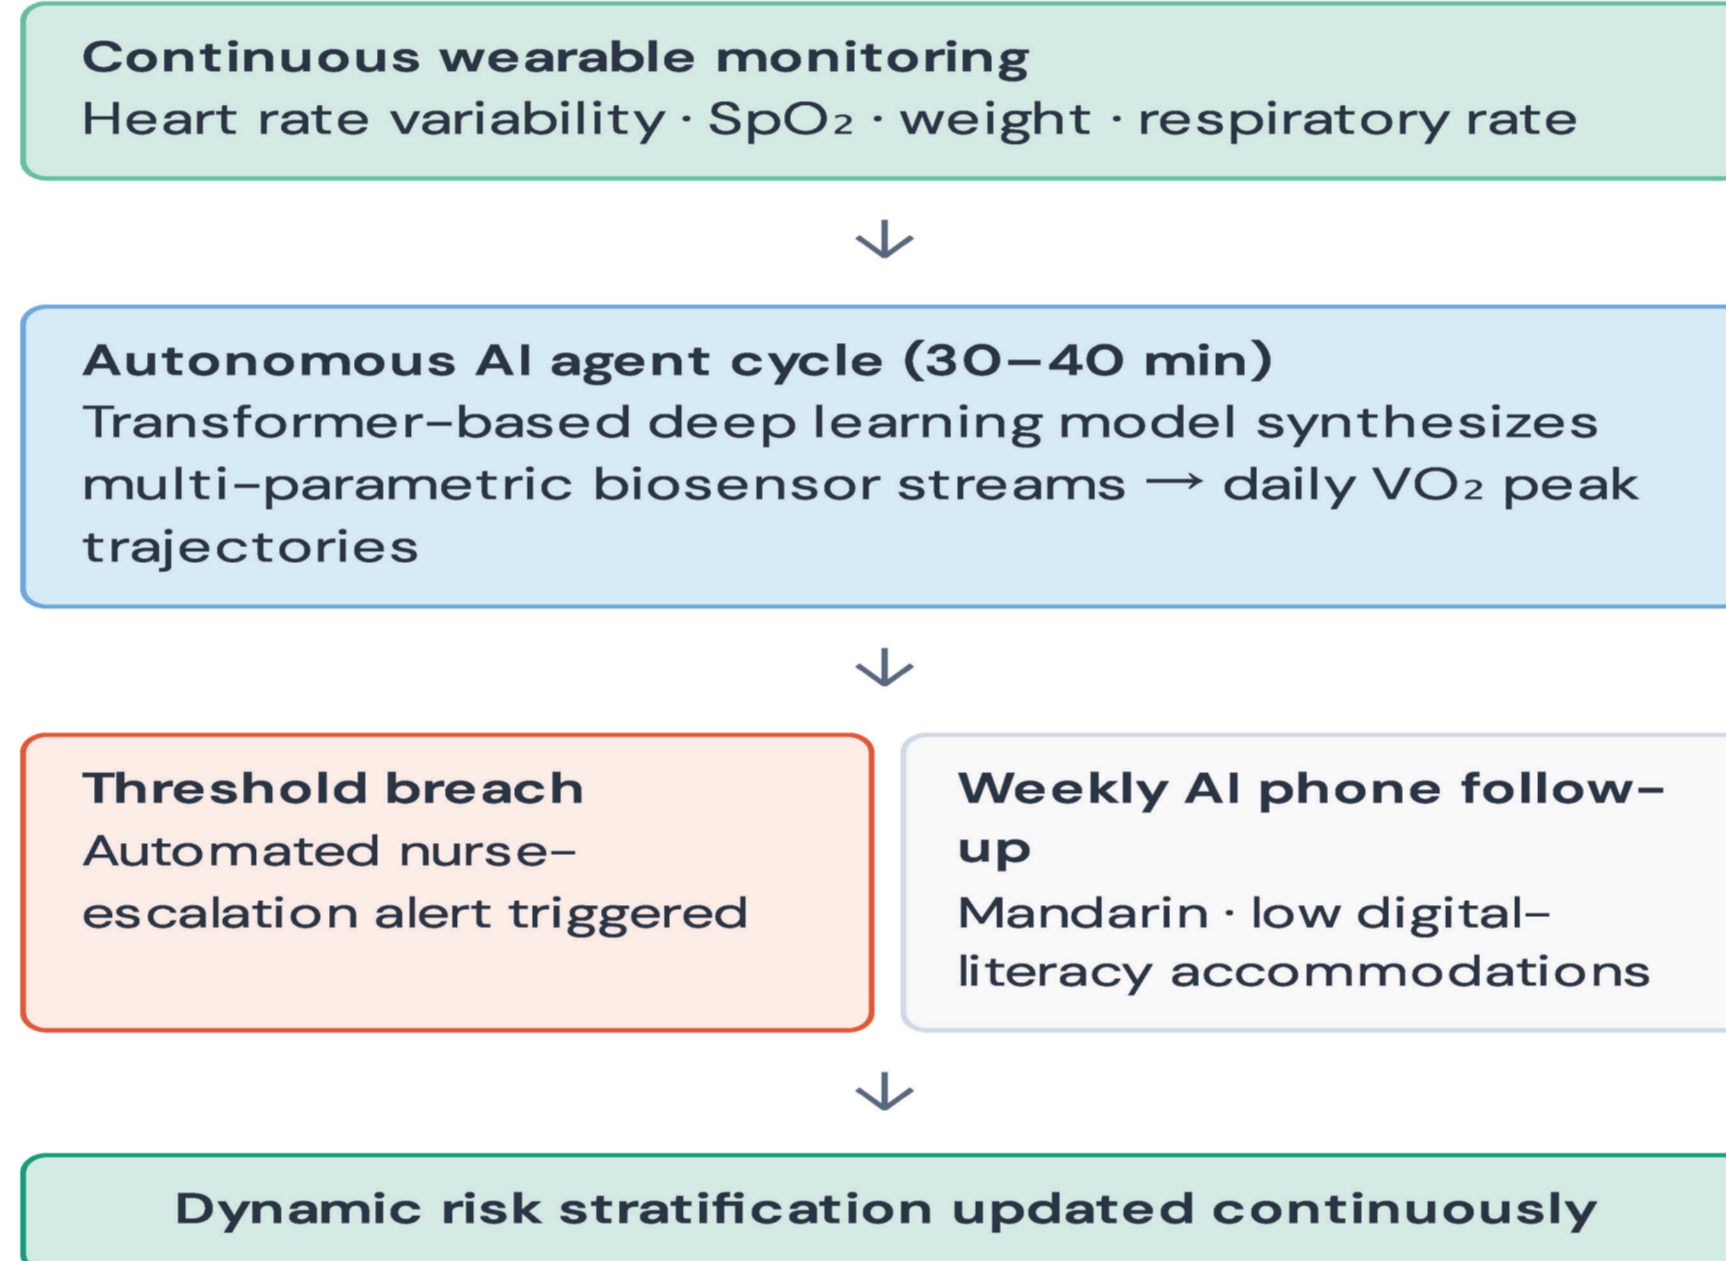 Continuous wearable monitoring
Heart rate variability · SpO₂ · weight · respiratory rate
↓
Autonomous AI agent cycle (30–40 min)
Transformer–based deep learning model synthesizes
multi–parametric biosensor streams → daily VO₂ peak
trajectories
↓
Threshold breach
Automated nurse–
escalation alert triggered
Weekly AI phone follow–
up
Mandarin · low digital–
literacy accommodations
↓
Dynamic risk stratification updated continuously